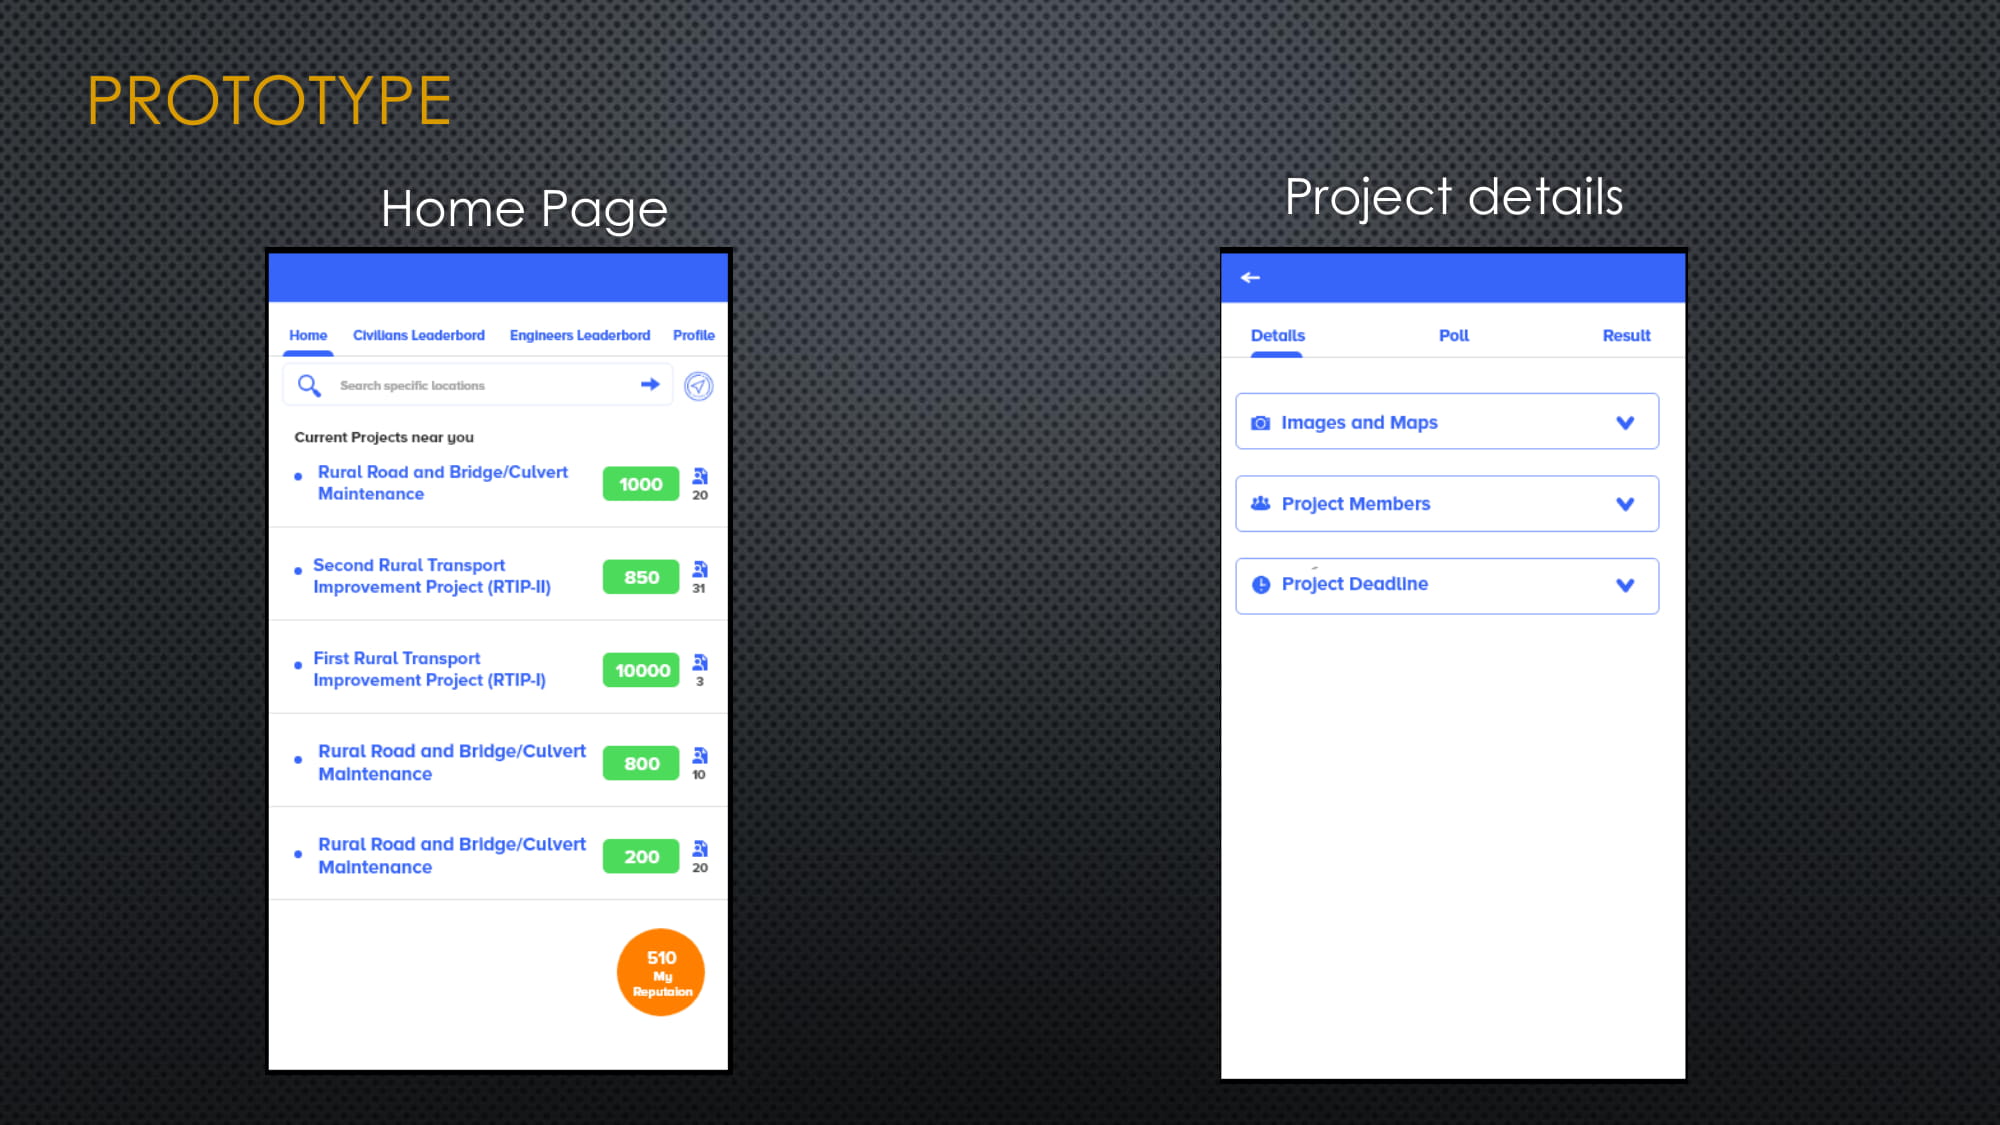 PROTOTYPE
Home Page
Home Civilians Leaderbord Engineers Leaderbord Profile
Search specific locations
Current Projects near you
Rural Road and Bridge/Culvert
Maintenance
1000
20
Second Rural Transport
Improvement Project (RTIP-II)
850
31
First Rural Transport
Improvement Project (RTIP-I)
10000
3
Rural Road and Bridge/Culvert
Maintenance
800
10
Rural Road and Bridge/Culvert
Maintenance
200
20
510
My
Reputaion
Project details
Details Poll Result
Images and Maps
Project Members
Project Deadline